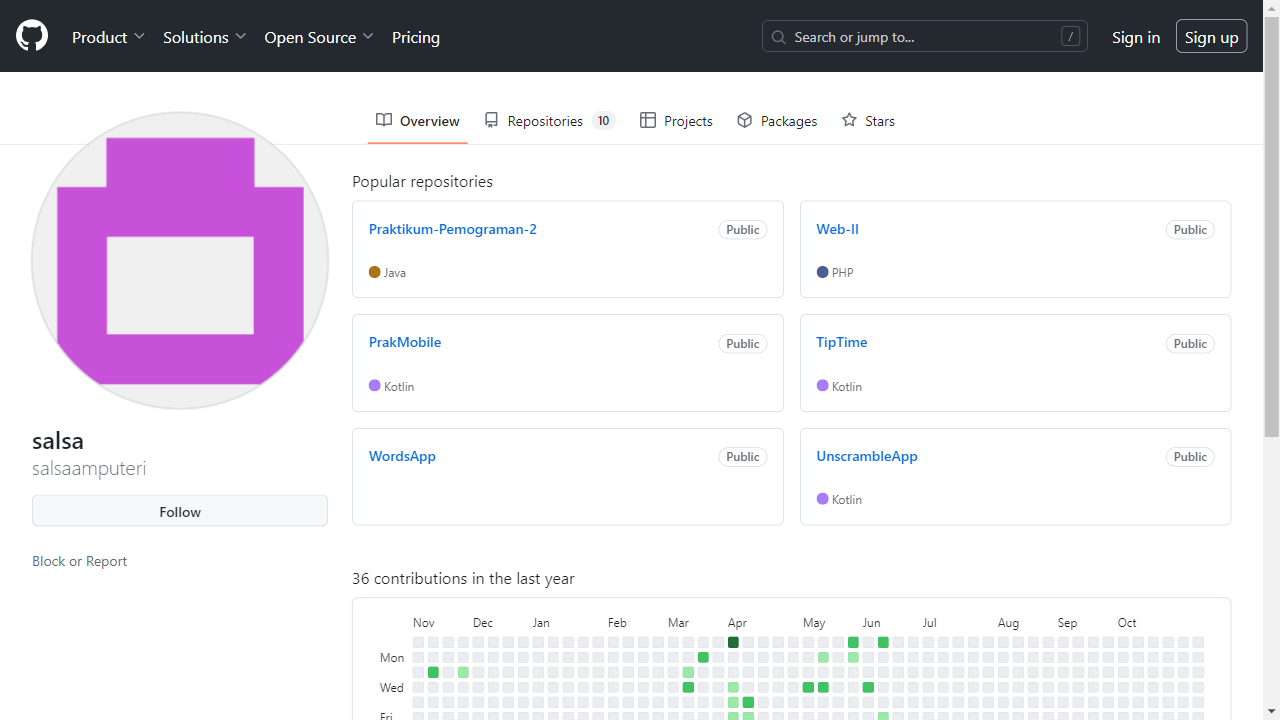 Product Solutions Open Source Pricing Search or jump to... / Sign in Sign up
Overview Repositories 10 Projects Packages Stars
Popular repositories
Praktikum-Pemograman-2 Public
Java
Web-II Public
PHP
PrakMobile Public
Kotlin
TipTime Public
Kotlin
WordsApp Public
UnscrambleApp Public
Kotlin
salsa
salsaamputeri
Follow
Block or Report
36 contributions in the last year
Nov Dec Jan Feb Mar Apr May Jun Jul Aug Sep Oct
Mon
Wed
Fri